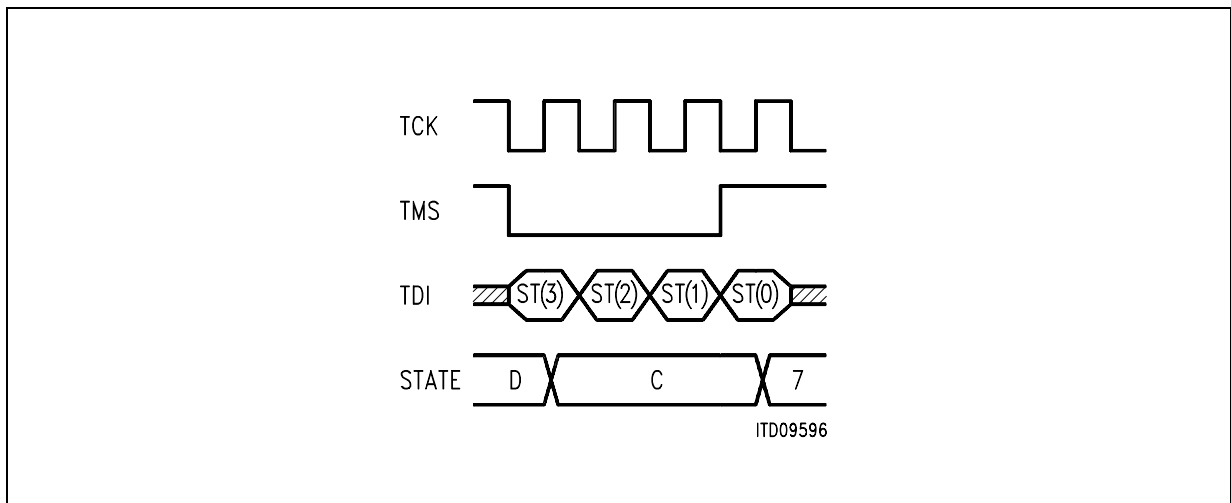 TCK
TMS
TDI ST(3) ST(2) ST(1) ST(0)
STATE D C 7
ITD09596